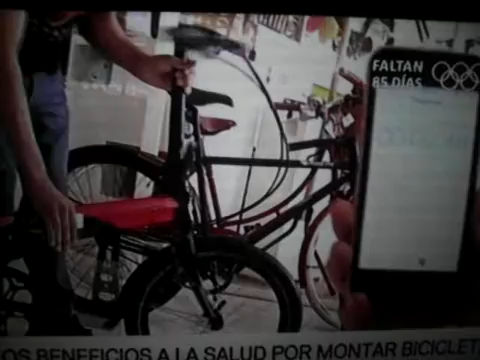 FALTAN
85 DÍAS
OS BENEFICIOS A LA SALUD POR MONTAR BICICLET